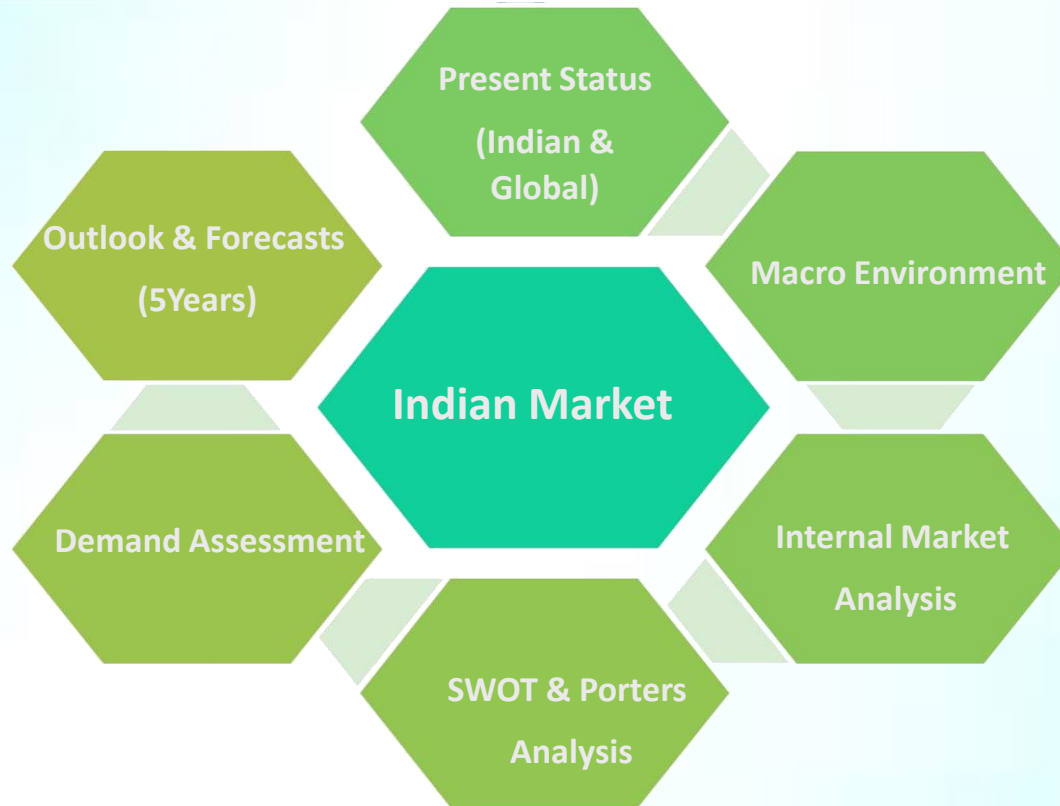 Present Status
(Indian &
Global)
Macro Environment
Internal Market
Analysis
SWOT & Porters
Analysis
Demand Assessment
Outlook & Forecasts
(5Years)
Indian Market